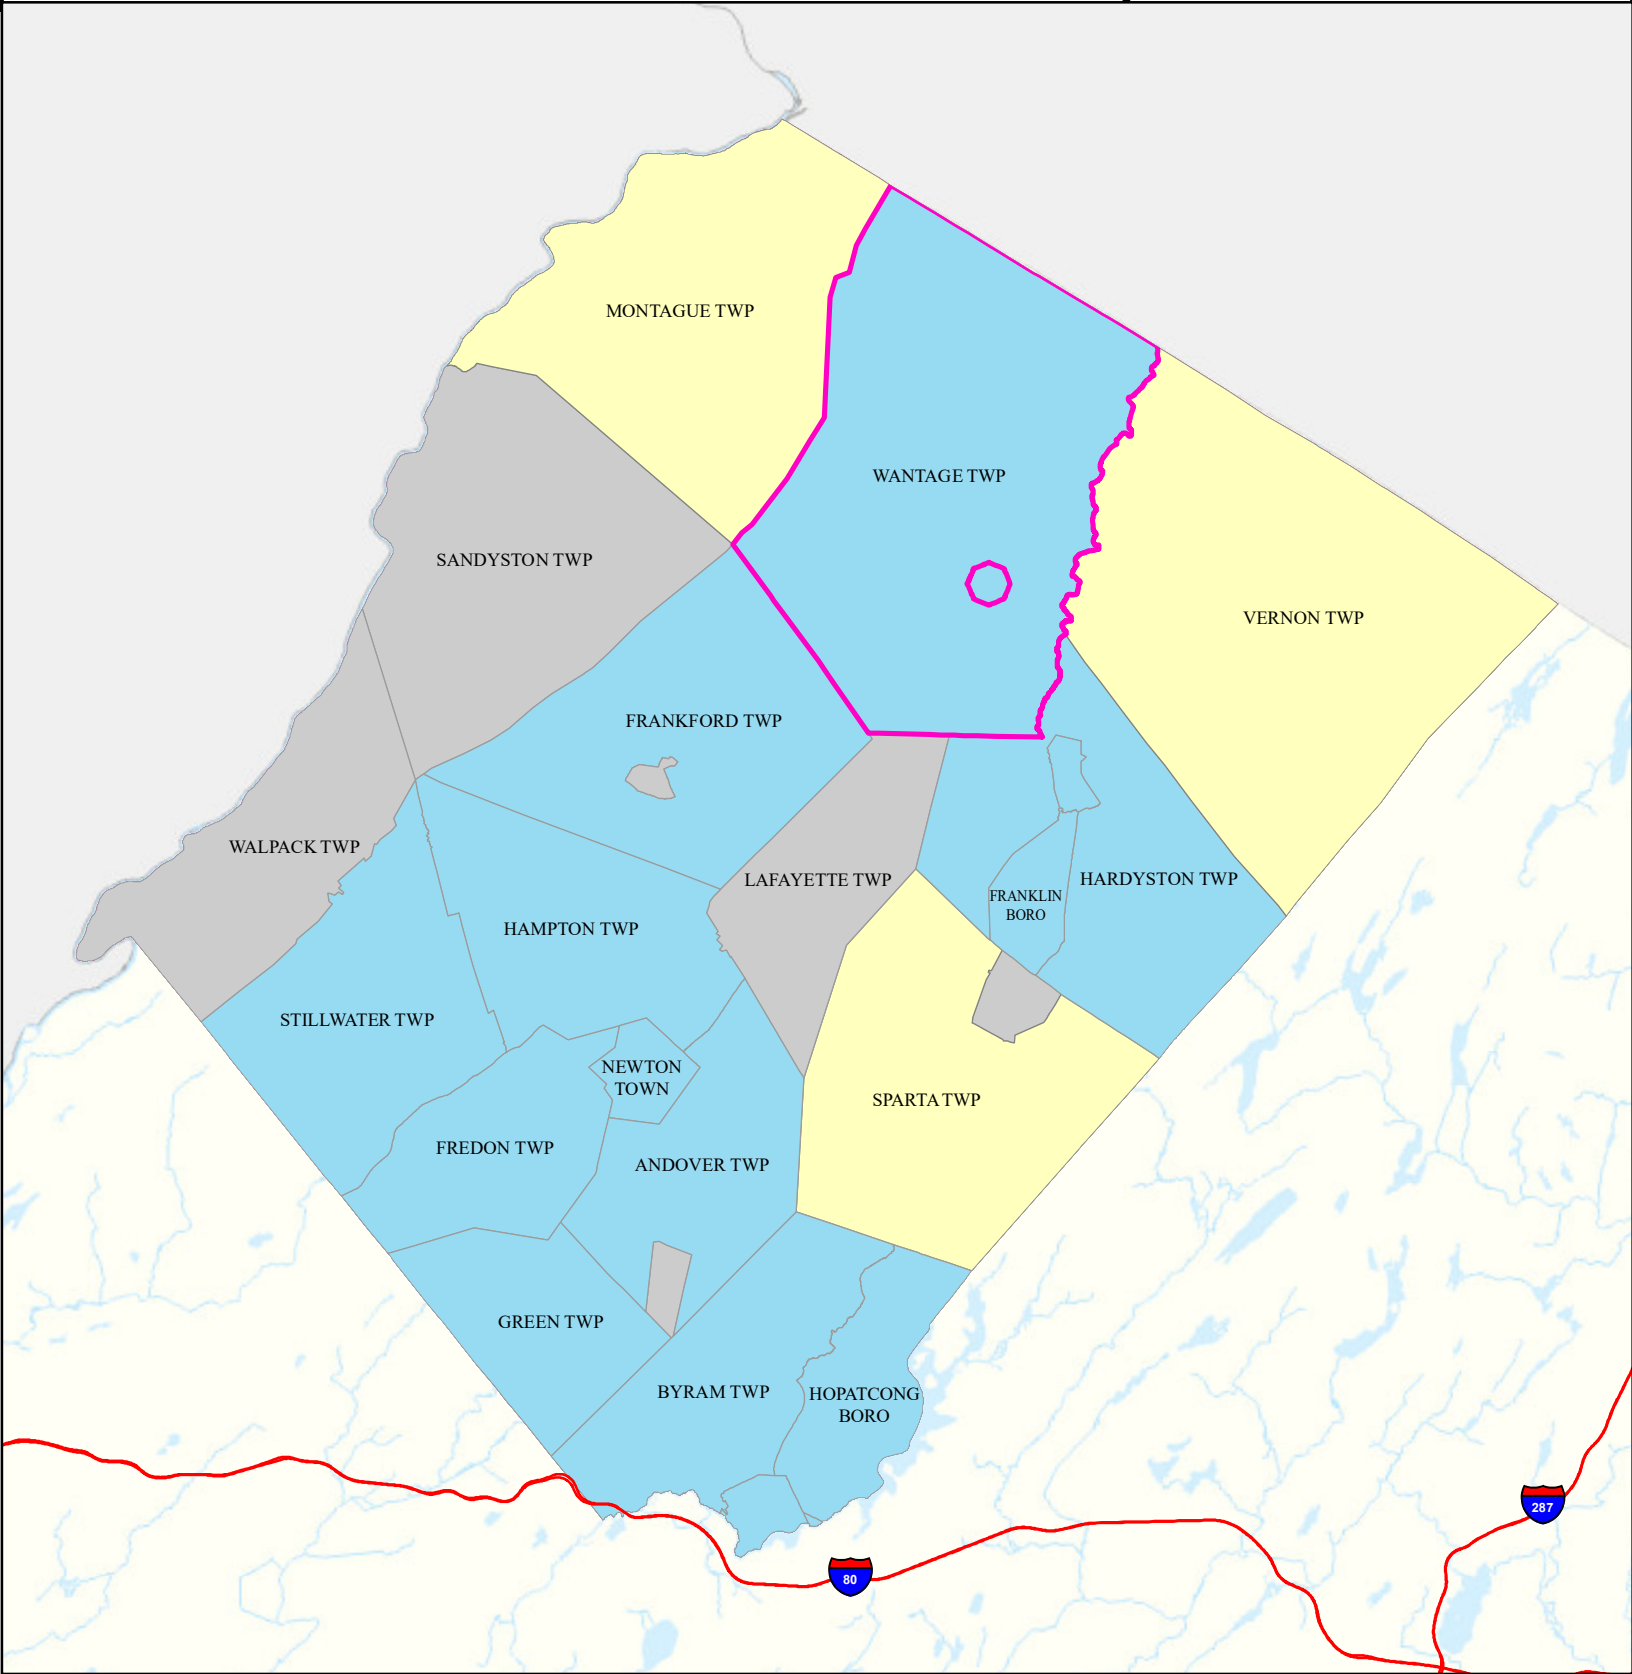 MONTAGUE TWP
WANTAGE TWP
SANDYSTON TWP
VERNON TWP
FRANKFORD TWP
WALPACK TWP
LAFAYETTE TWP
HARDYSTON TWP
FRANKLIN
BORO
HAMPTON TWP
STILLWATER TWP
NEWTON
TOWN
SPARTA TWP
FREDON TWP
ANDOVER TWP
GREEN TWP
BYRAM TWP
HOPATCONG
BORO
287
80